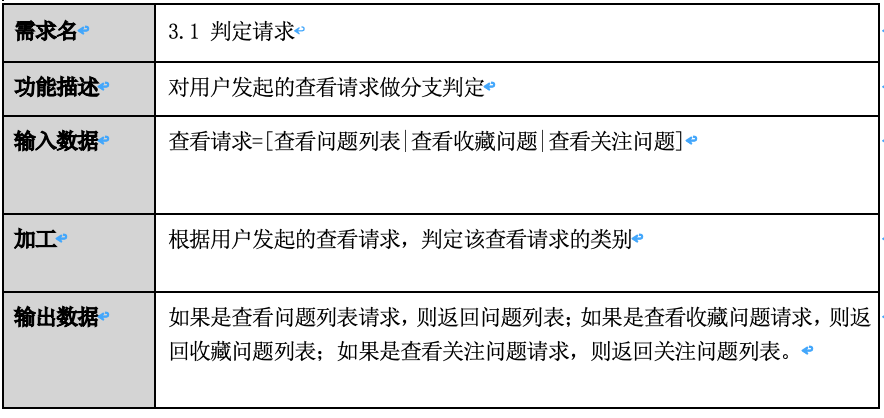 需求名
3.1 判定请求
功能描述
对用户发起的查看请求做分支判定
输入数据
查看请求=[查看问题列表|查看收藏问题|查看关注问题]
加工
根据用户发起的查看请求，判定该查看请求的类别
输出数据
如果是查看问题列表请求，则返回问题列表；如果是查看收藏问题请求，则返
回收藏问题列表；如果是查看关注问题请求，则返回关注问题列表。